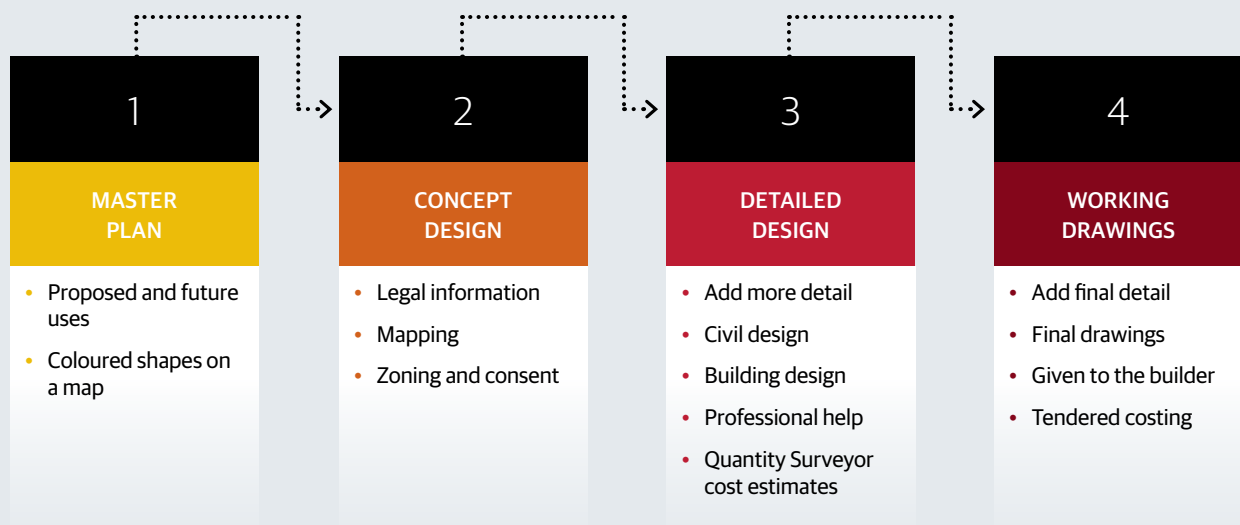 1
MASTER
PLAN
• Proposed and future
uses
• Coloured shapes on
a map
2
CONCEPT
DESIGN
• Legal information
• Mapping
• Zoning and consent
3
DETAILED
DESIGN
• Add more detail
• Civil design
• Building design
• Professional help
• Quantity Surveyor
cost estimates
4
WORKING
DRAWINGS
• Add final detail
• Final drawings
• Given to the builder
• Tendered costing